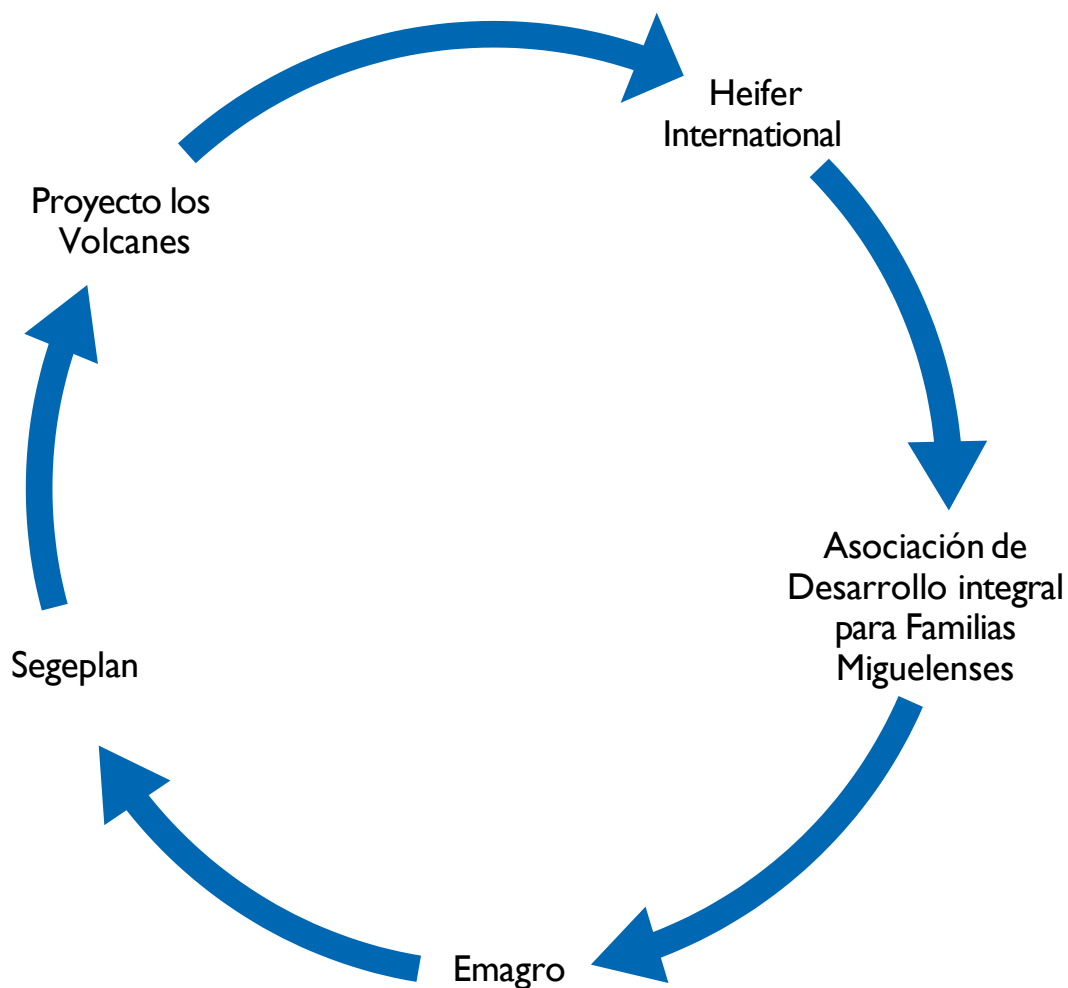 Heifer
International
Proyecto los
Volcanes
Asociación de
Desarrollo integral
para Familias
Miguelenses
Segeplan
Emagro